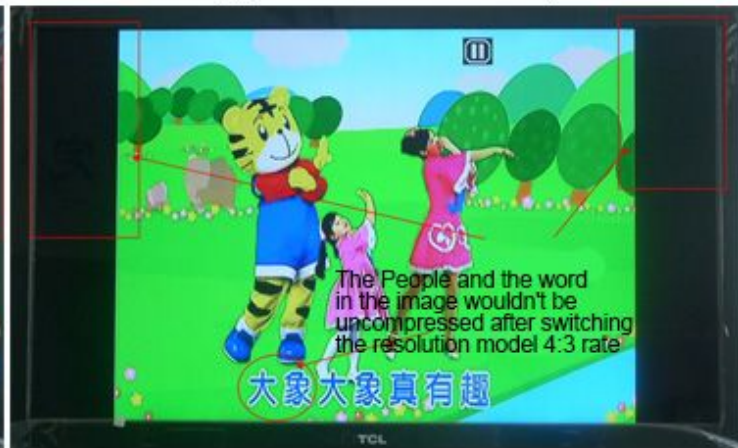 The People and the word
in the image wouldn't be
uncompressed after switching
the resolution model 4:3 rate
大象大象真有趣
TCL